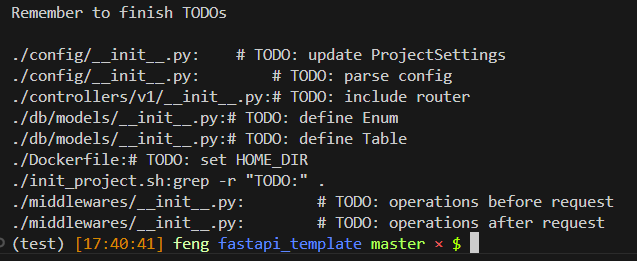 Remember to finish TODOs
./config/__init__.py:    # TODO: update ProjectSettings
./config/__init__.py:        # TODO: parse config
./controllers/v1/__init__.py:# TODO: include router
./db/models/__init__.py:# TODO: define Enum
./db/models/__init__.py:# TODO: define Table
./Dockerfile:# TODO: set HOME_DIR
./init_project.sh:grep -r "TODO:" .
./middlewares/__init__.py:        # TODO: operations before request
./middlewares/__init__.py:        # TODO: operations after request
(test) [17:40:41] feng fastapi_template master × $